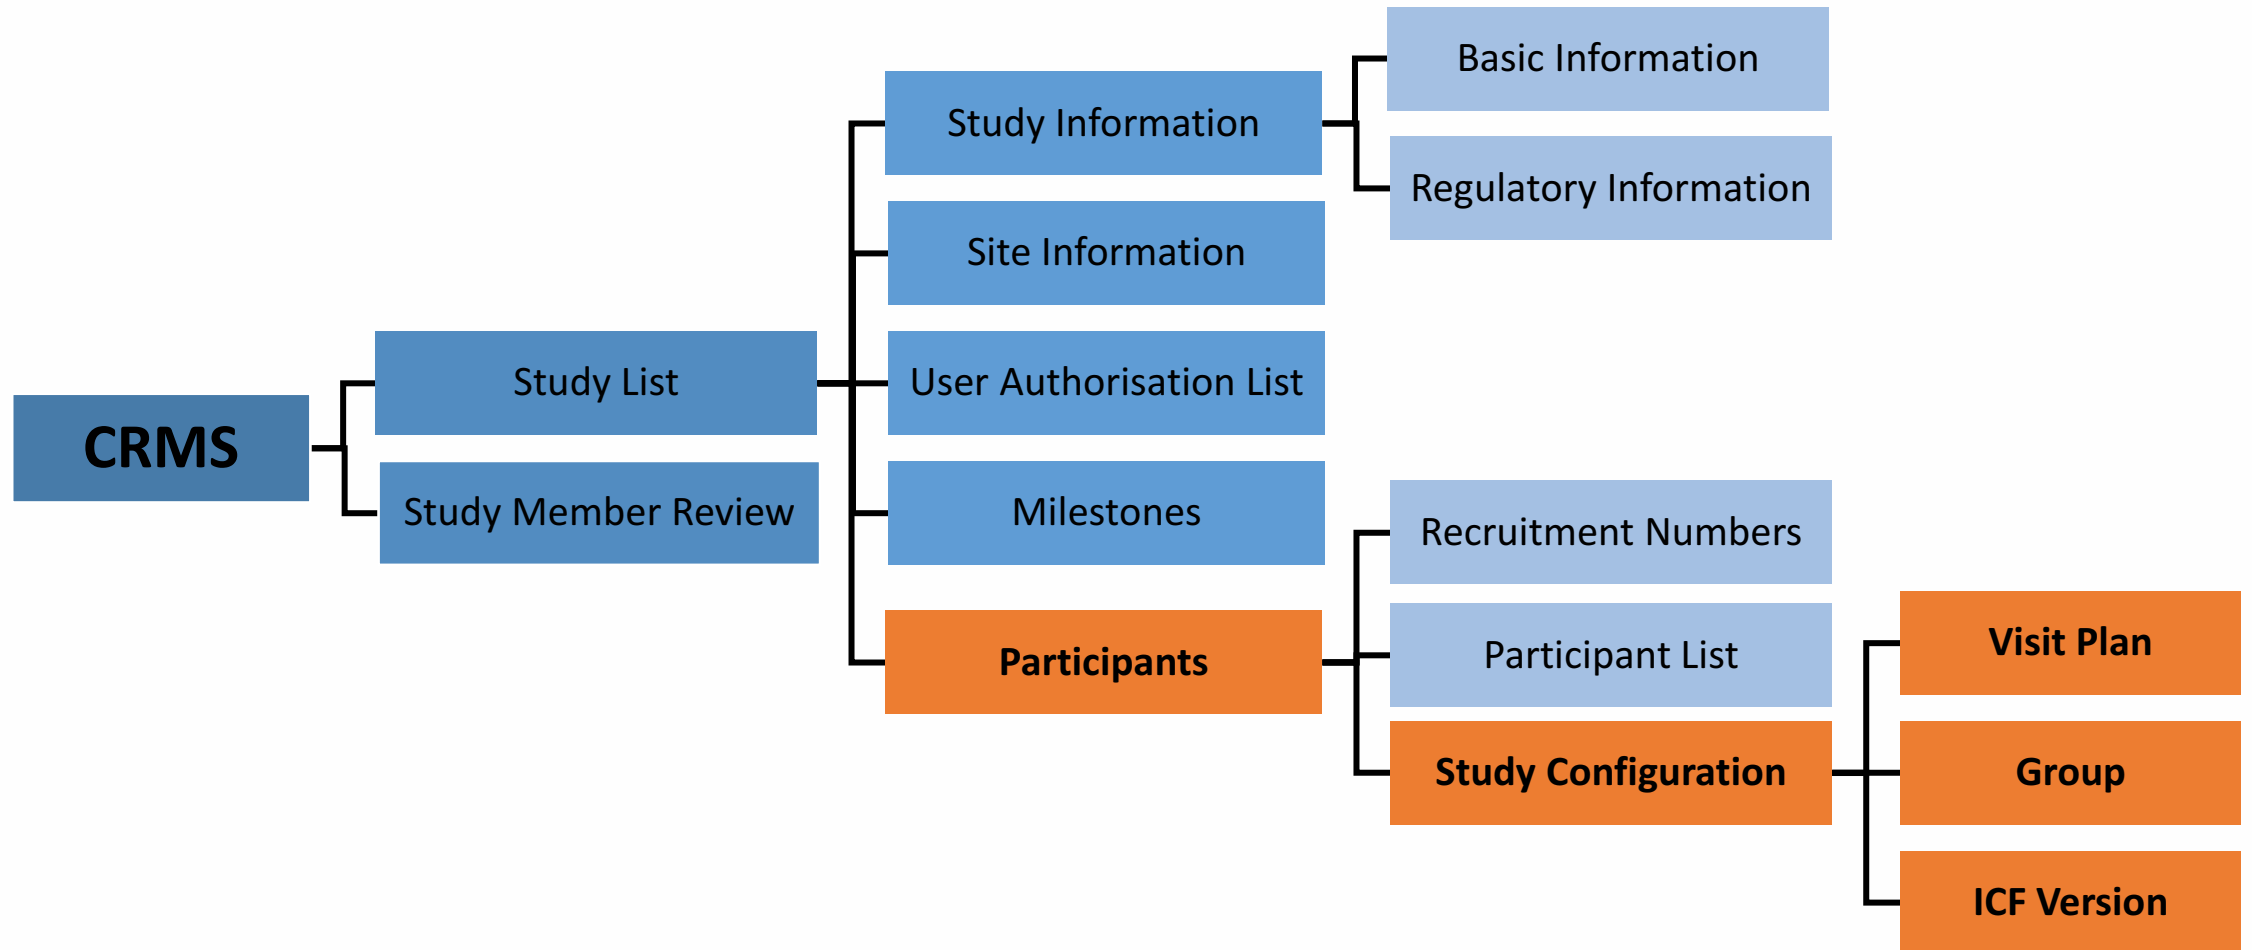 CRMS
Study List
Study Member Review
Study Information
Site Information
User Authorisation List
Milestones
Participants
Basic Information
Regulatory Information
Recruitment Numbers
Participant List
Study Configuration
Visit Plan
Group
ICF Version